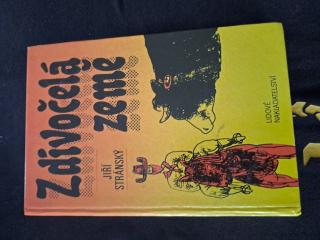 Zdivočelá
země
JIŘÍ
STRÁNSKÝ
LIDOVÉ
NAKLADATELSTVÍ